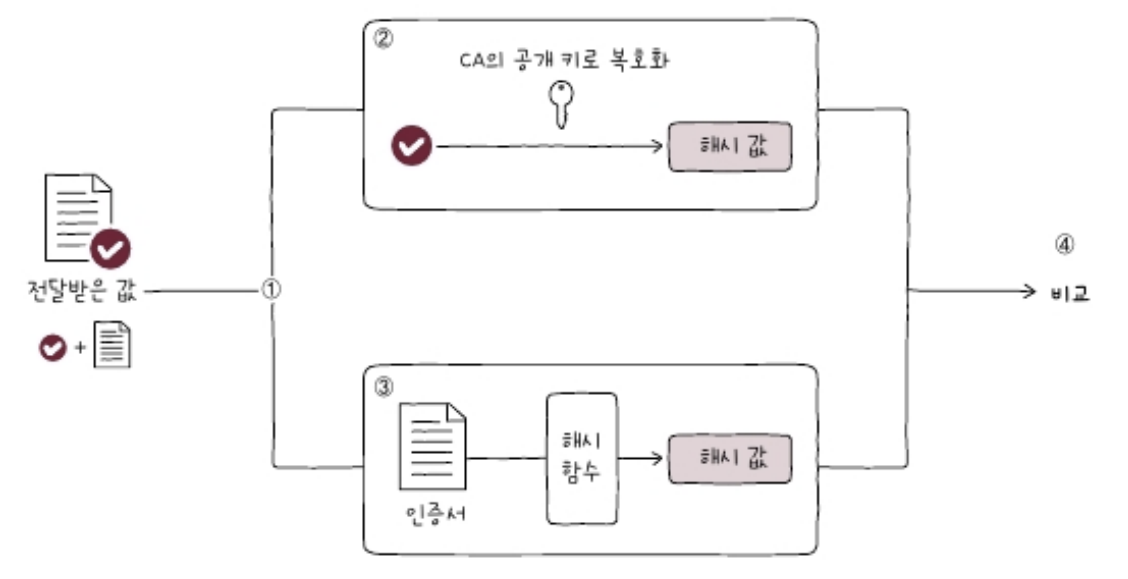 ②
CA의 공개 키로 복호화
해시 값
전달받은 값
①
+
④
비교
③
인증서
해시
함수
해시 값